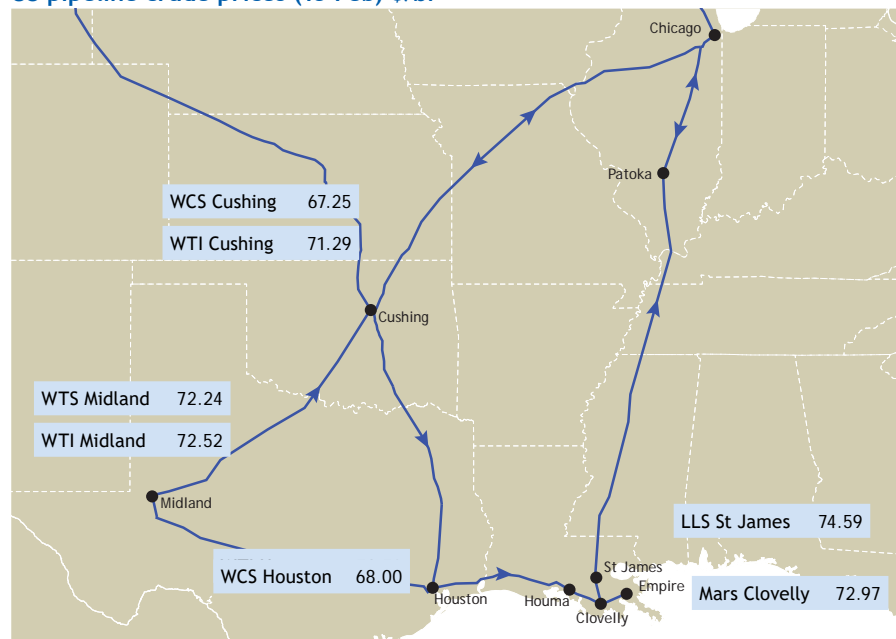 Chicago
Patoka
WCS Cushing 67.25
WTI Cushing 71.29
Cushing
WTS Midland 72.24
WTI Midland 72.52
Midland
LLS St James 74.59
WCS Houston 68.00
St James
Empire
Mars Clovelly 72.97
Houston
Houma
Clovelly